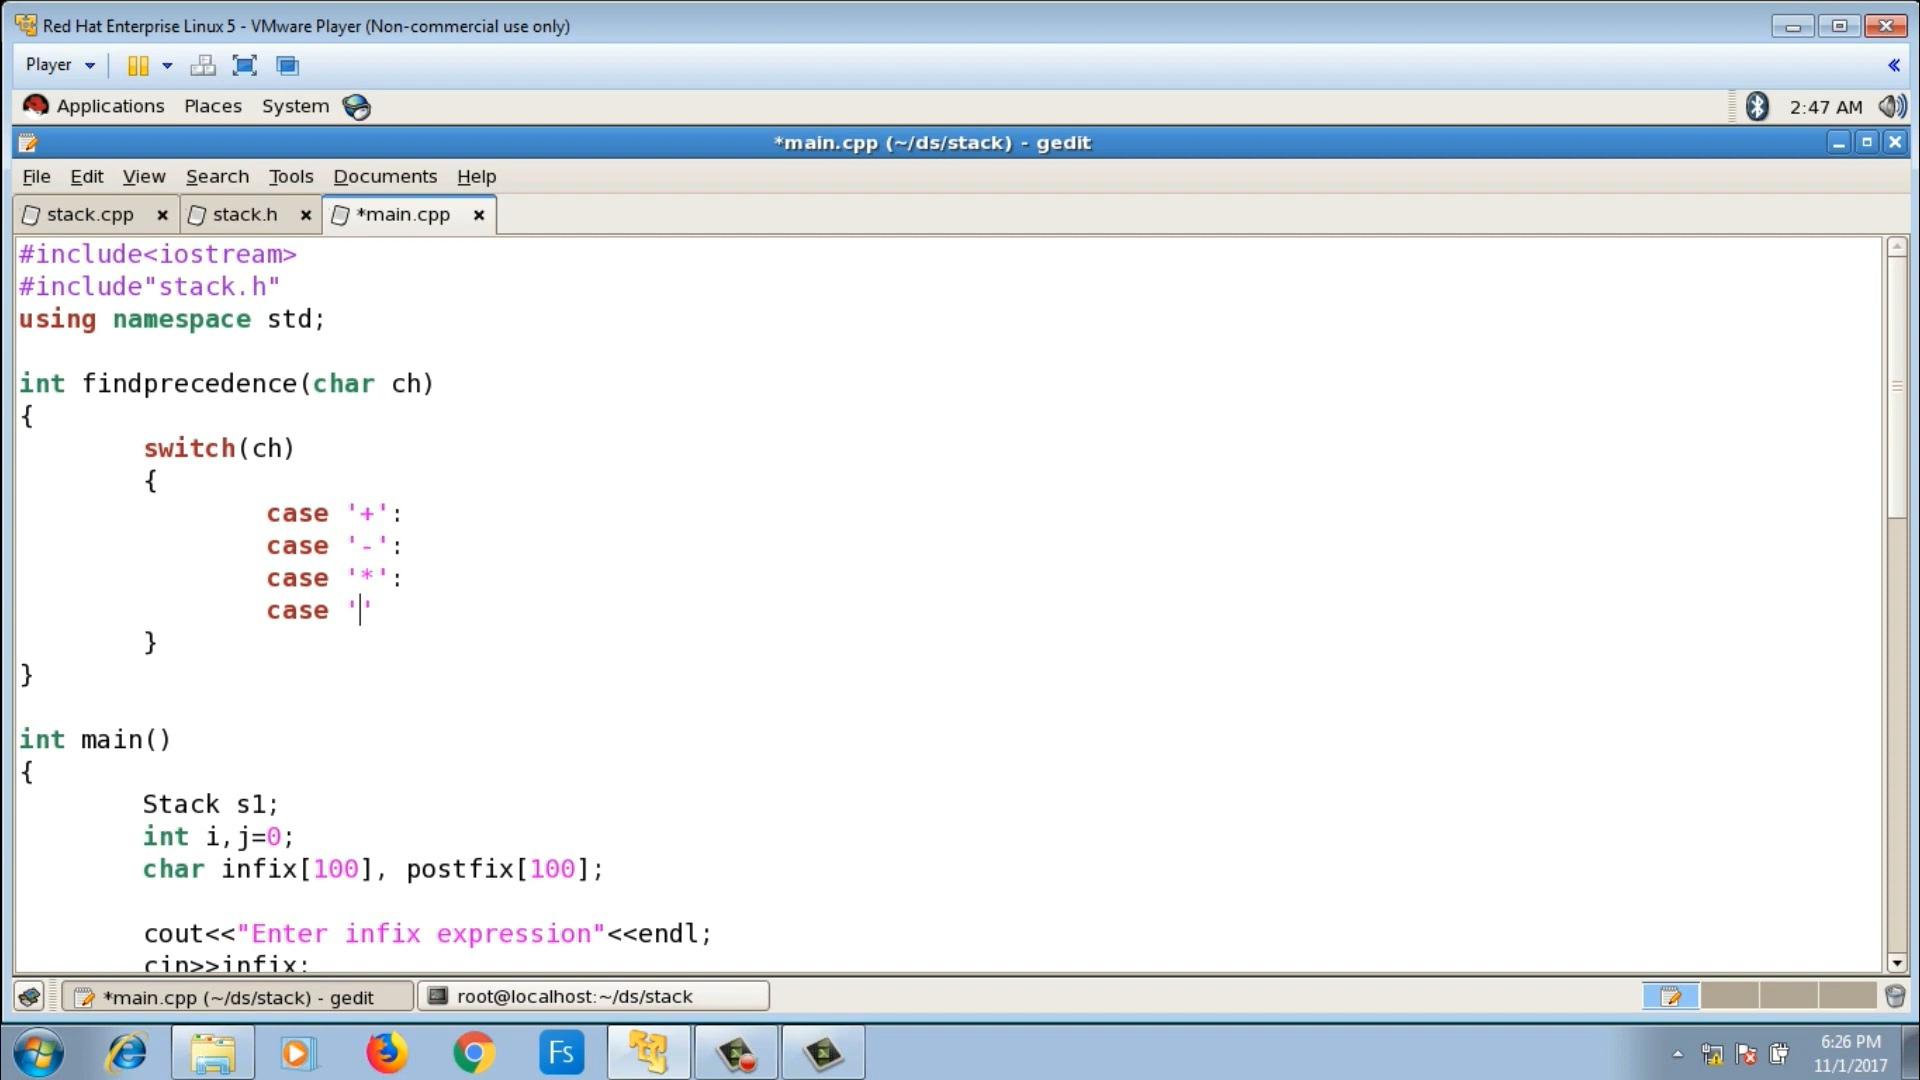 Red Hat Enterprise Linux 5 - VMware Player (Non-commercial use only)
Player
Applications Places System 2:47 AM
*main.cpp (~/ds/stack) - gedit
File Edit View Search Tools Documents Help
stack.cpp stack.h *main.cpp
#include<iostream>
#include"stack.h"
using namespace std;
int findprecedence(char ch)
{
switch(ch)
{
case '+':
case '-':
case '*':
case ''
}
}
int main()
{
Stack s1;
int i,j=0;
char infix[100], postfix[100];
cout<<"Enter infix expression"<<endl;
cin>>infix;
*main.cpp (~/ds/stack) - gedit root@localhost:~/ds/stack
Fs
6:26 PM
11/1/2017